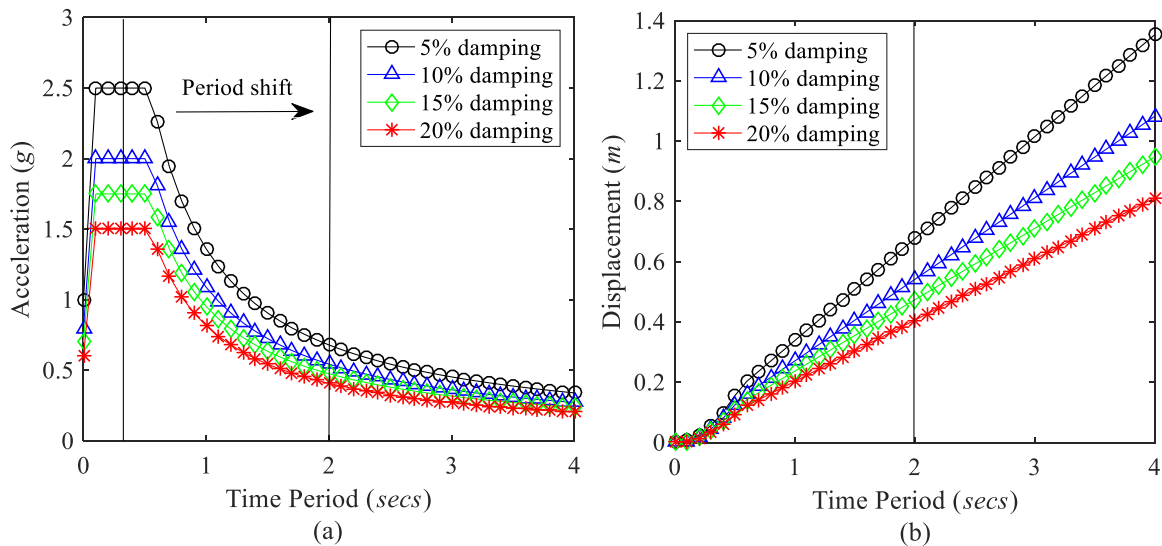 3
2.5
2
1.5
1
0.5
0
0
1
2
3
4
Acceleration (g)
Time Period (secs)
(a)
Period shift
5% damping
10% damping
15% damping
20% damping
1.4
1.2
1
0.8
0.6
0.4
0.2
0
0
1
2
3
4
Displacement (m)
Time Period (secs)
(b)
5% damping
10% damping
15% damping
20% damping